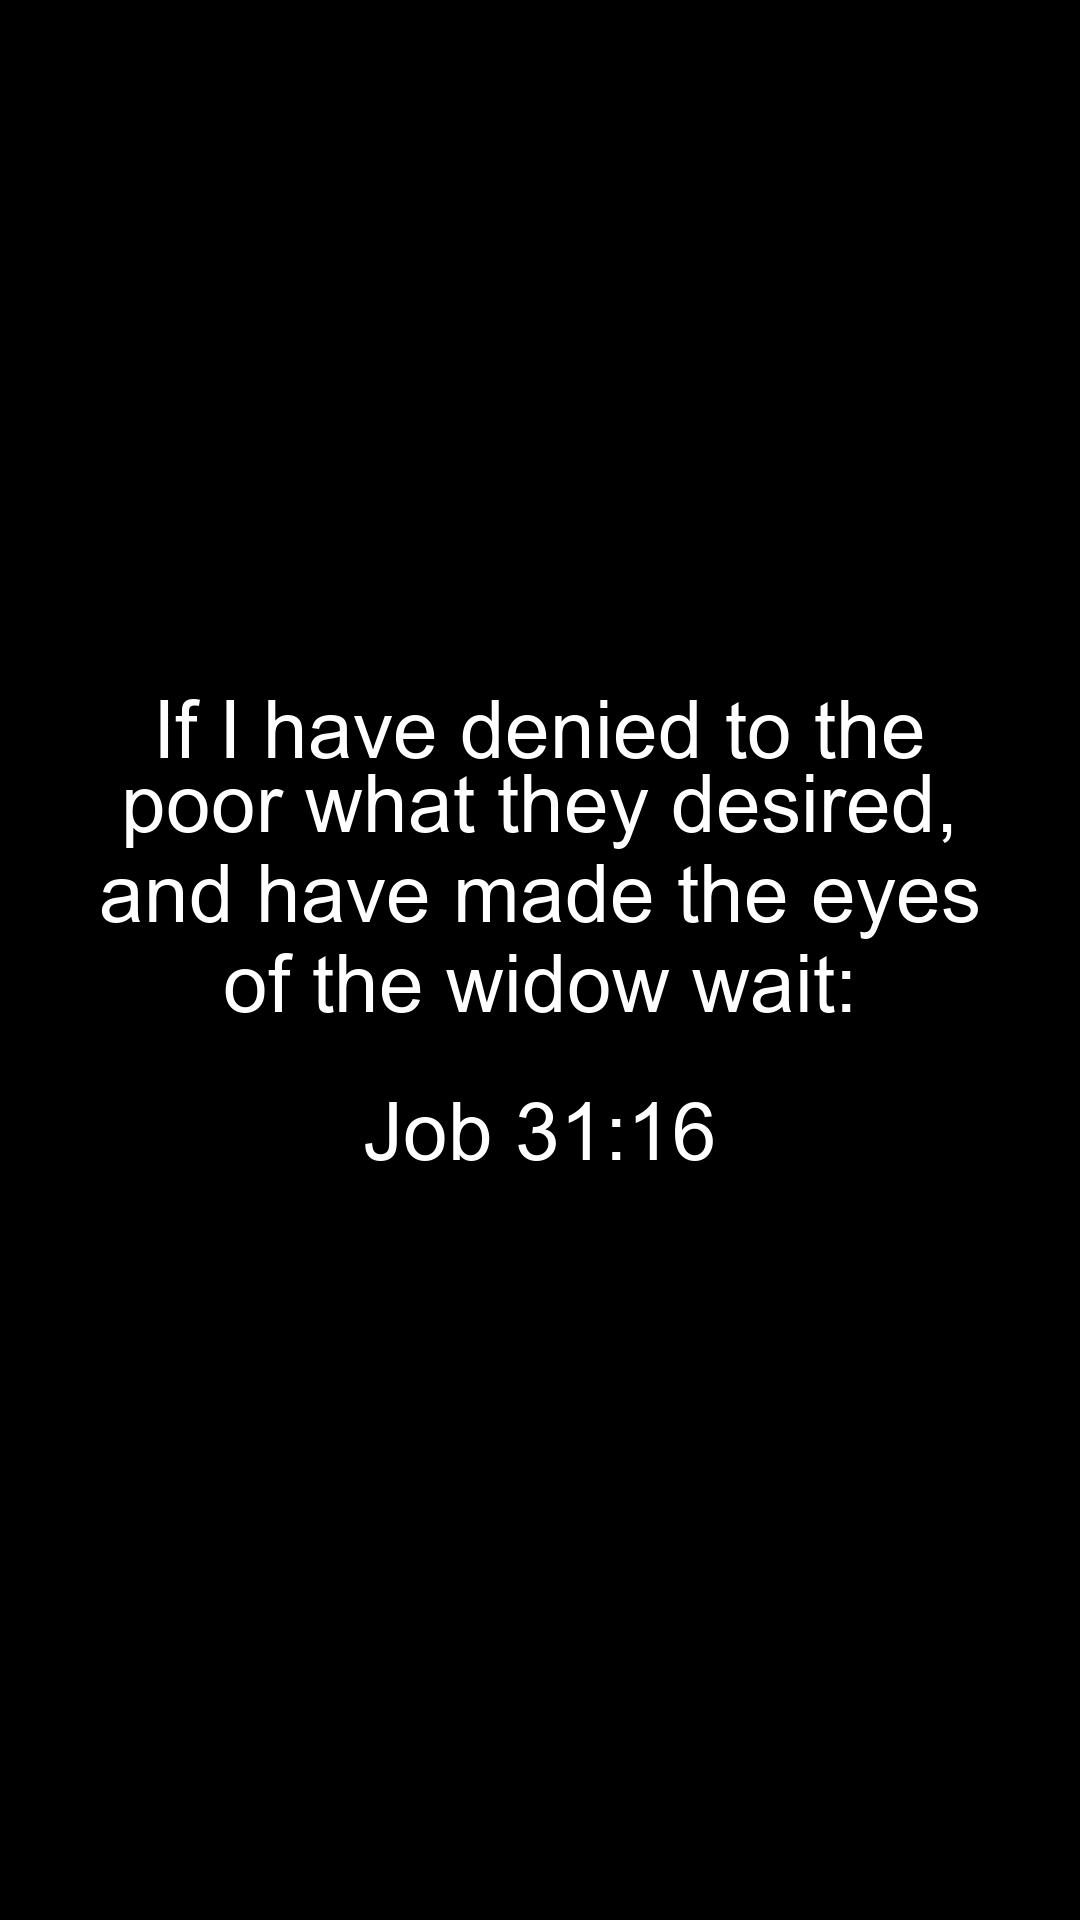 If I have denied to the
poor what they desired,
and have made the eyes
of the widow wait:
Job 31:16